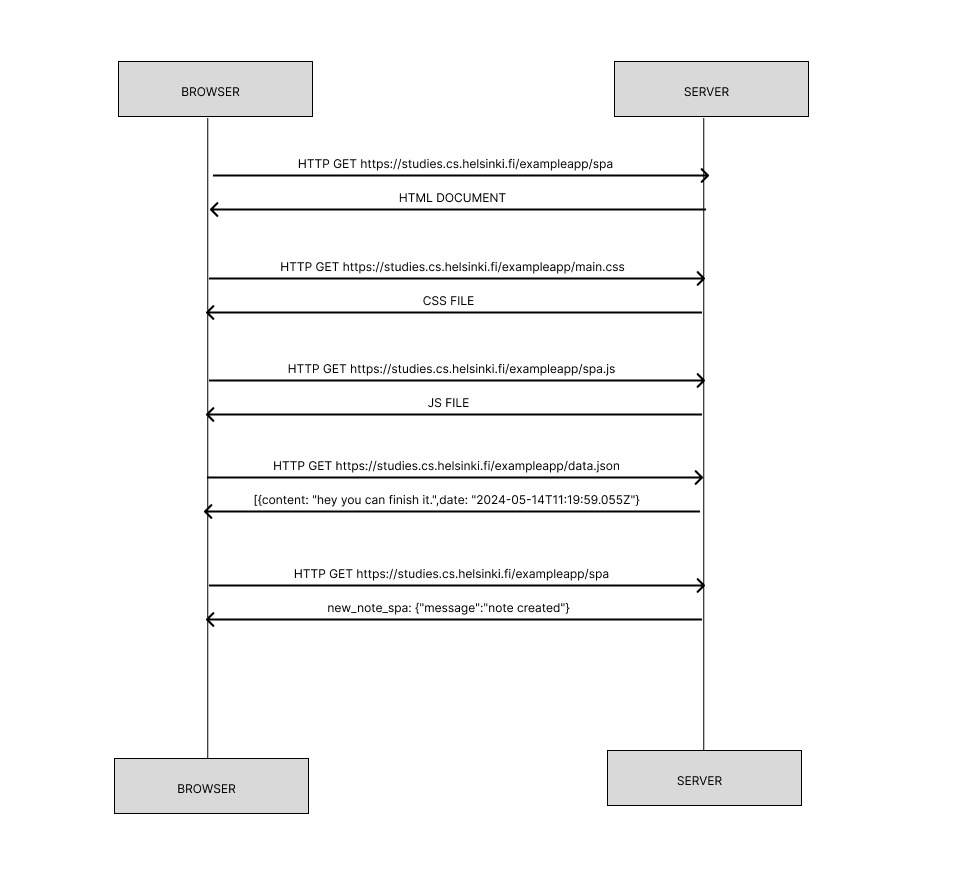 BROWSER
SERVER
HTTP GET https://studies.cs.helsinki.fi/exampleapp/spa
HTML DOCUMENT
HTTP GET https://studies.cs.helsinki.fi/exampleapp/main.css
CSS FILE
HTTP GET https://studies.cs.helsinki.fi/exampleapp/spa.js
JS FILE
HTTP GET https://studies.cs.helsinki.fi/exampleapp/data.json
[{content: "hey you can finish it.",date: "2024-05-14T11:19:59.055Z"}
HTTP GET https://studies.cs.helsinki.fi/exampleapp/spa
new_note_spa: {"message":"note created"}
BROWSER
SERVER